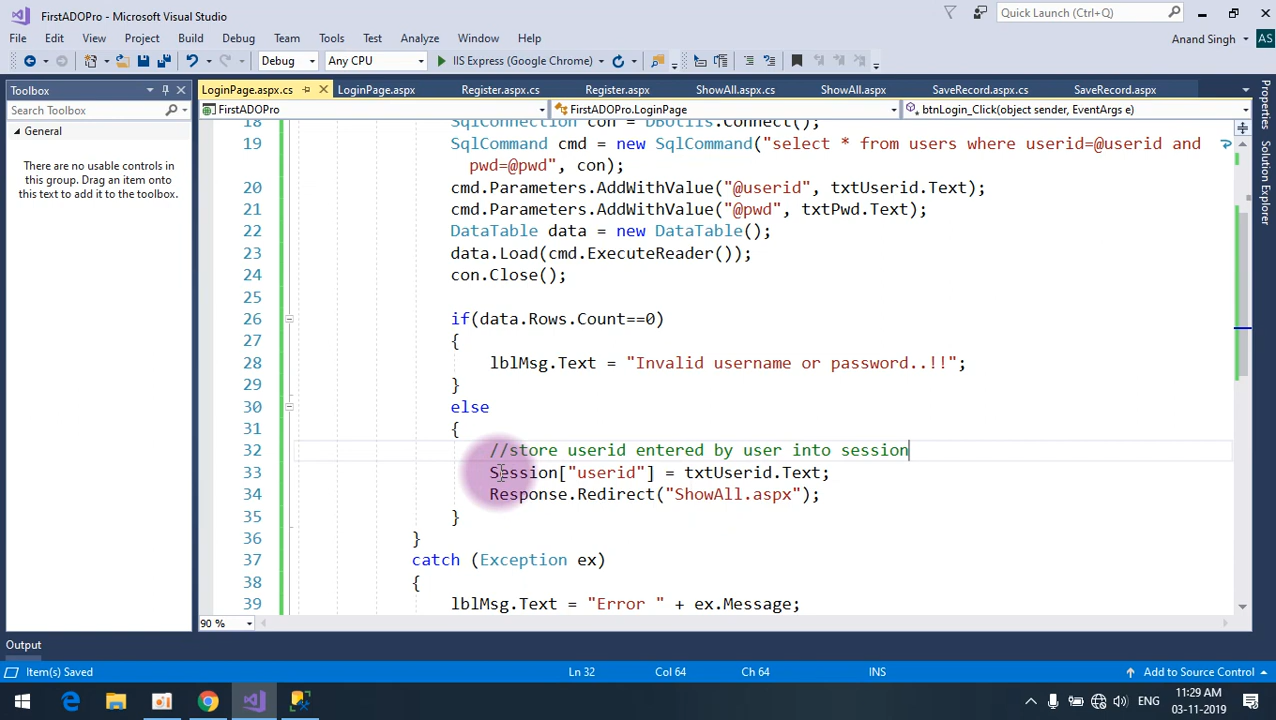 FirstADOPro - Microsoft Visual Studio
Quick Launch (Ctrl+Q)
File Edit View Project Build Debug Team Tools Test Analyze Window Help
Anand Singh AS
Debug Any CPU IIS Express (Google Chrome)
Toolbox
LoginPage.aspx.cs LoginPage.aspx Register.aspx.cs Register.aspx ShowAll.aspx.cs ShowAll.aspx SaveRecord.aspx.cs SaveRecord.aspx
Search Toolbox
FirstADOPro FirstADOPro.LoginPage btnLogin_Click(object sender, EventArgs e)
General
There are no usable controls in
this group. Drag an item onto
this text to add it to the toolbox.
Properties
Solution Explorer
18 SqlConnection con = DBUtils.Connect();
19 SqlCommand cmd = new SqlCommand("select * from users where userid=@userid and
pwd=@pwd", con);
20 cmd.Parameters.AddWithValue("@userid", txtUserid.Text);
21 cmd.Parameters.AddWithValue("@pwd", txtPwd.Text);
22 DataTable data = new DataTable();
23 data.Load(cmd.ExecuteReader());
24 con.Close();
25
26 if(data.Rows.Count==0)
27 {
28 lblMsg.Text = "Invalid username or password..!!";
29 }
30 else
31 {
32 //store userid entered by user into session
33 Session["userid"] = txtUserid.Text;
34 Response.Redirect("ShowAll.aspx");
35 }
36 }
37 catch (Exception ex)
38 {
39 lblMsg.Text = "Error " + ex.Message;
90 %
Output
Item(s) Saved Ln 32 Col 64 Ch 64 INS Add to Source Control
ENG
11:29 AM
03-11-2019